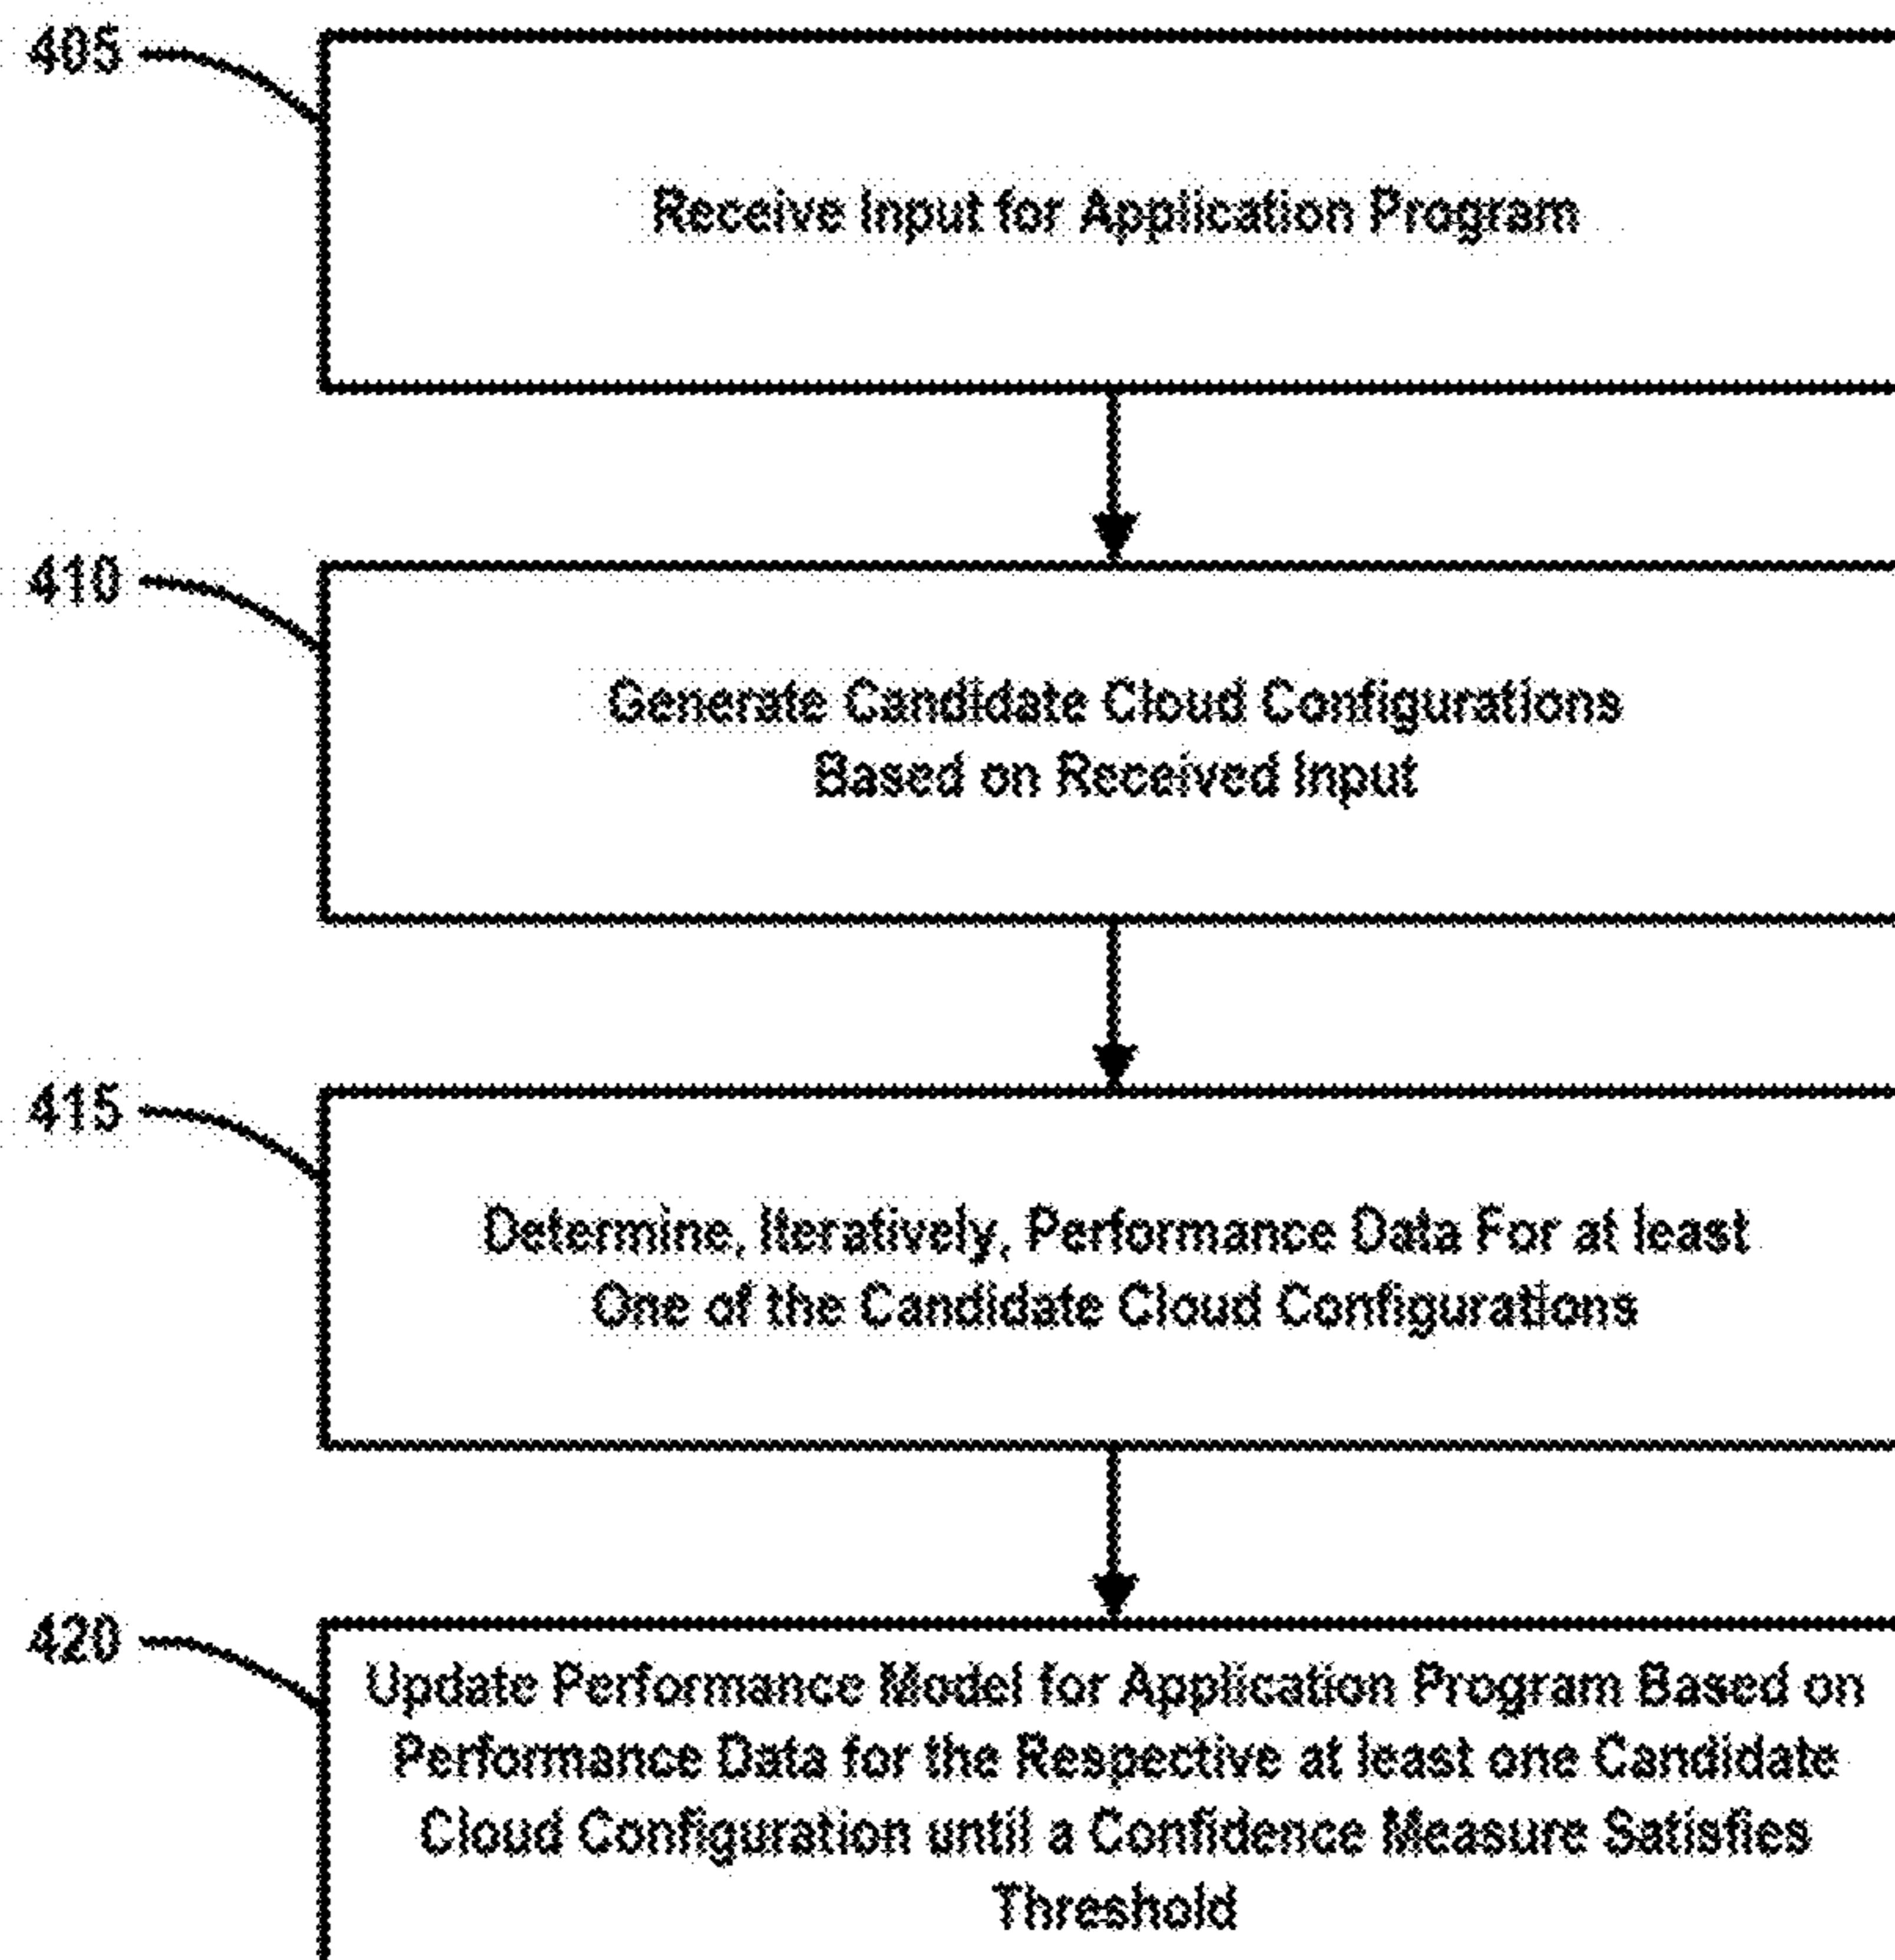 405
Receive Input for Application Program
410
Generate Candidate Cloud Configurations
Based on Received Input
415
Determine, Iteratively, Performance Data For at least
One of the Candidate Cloud Configurations
420
Update Performance Model for Application Program Based on
Performance Data for the Respective at least one Candidate
Cloud Configuration until a Confidence Measure Satisfies
Threshold